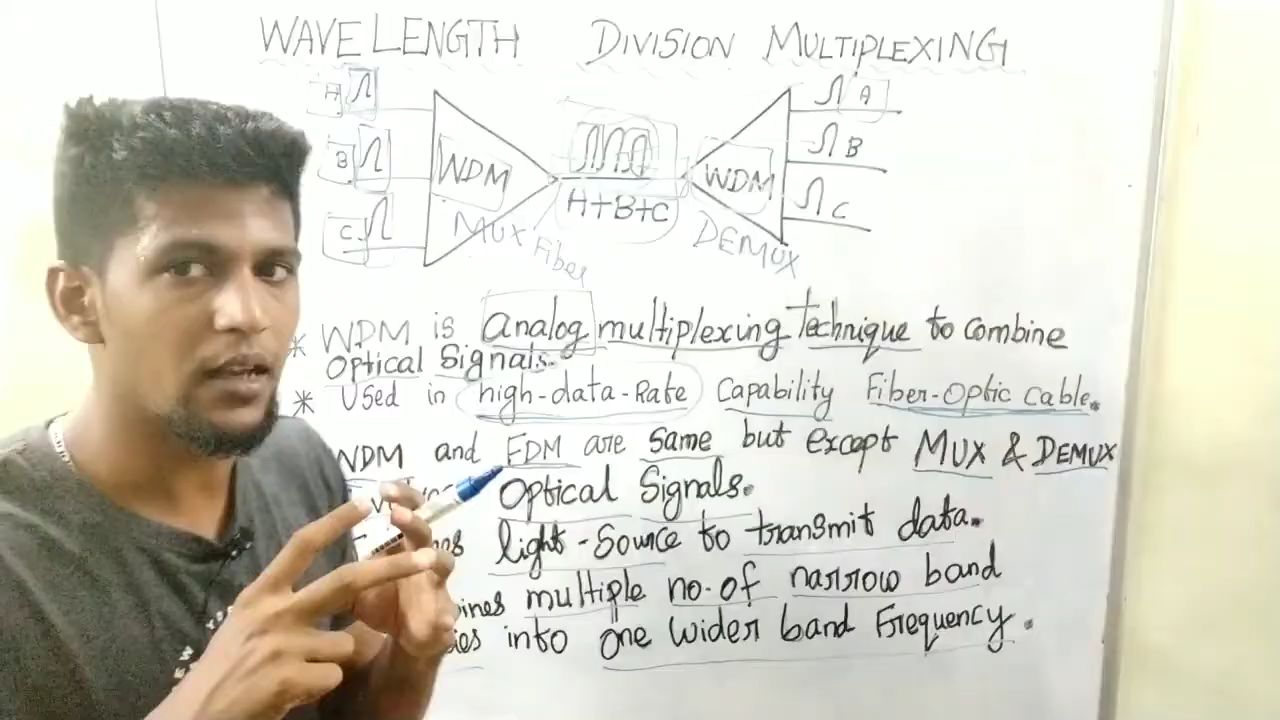 WAVELENGTH DIVISION MULTIPLEXING
A
B
C
WDM
MUX
Fiber
A+B+C
WDM
DEMUX
A
B
C
* WDM is analog multiplexing Technique to combine
Optical Signals.
* Used in high-data-Rate Capability Fiber-Optic Cable.
WDM and FDM are same but except MUX & DEMUX
Optical Signals.
light-Source to transmit data.
multiple no. of narrow band
into one wider band Frequency.